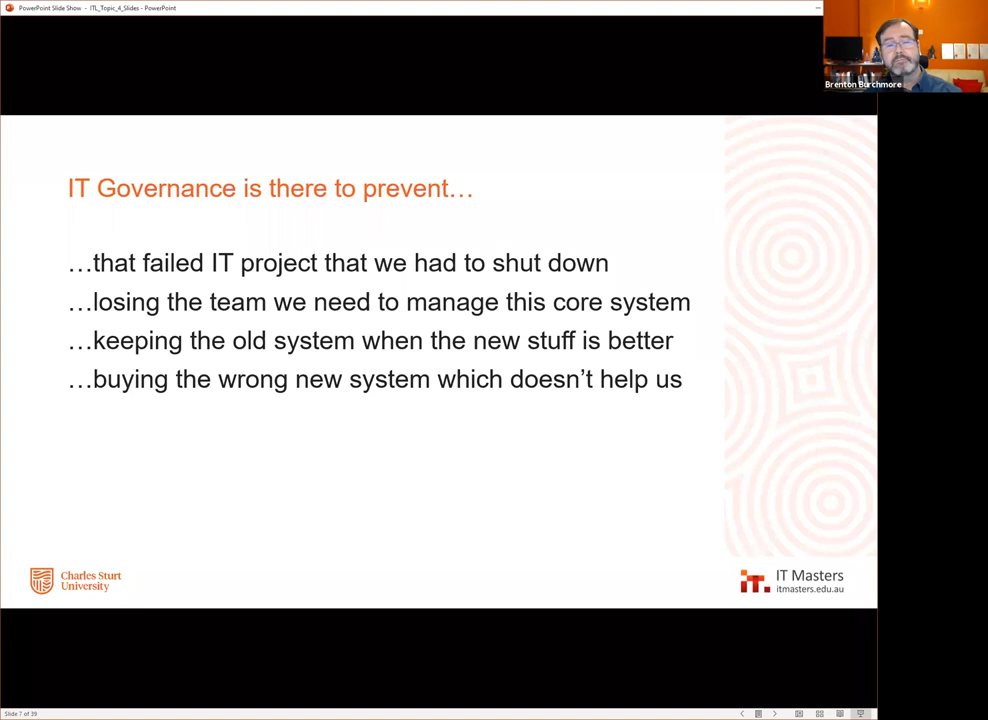 PowerPoint Slide Show - ITL_Topic_4_Slides - PowerPoint
Brenton Burchmore
IT Governance is there to prevent…
…that failed IT project that we had to shut down
…losing the team we need to manage this core system
…keeping the old system when the new stuff is better
…buying the wrong new system which doesn’t help us
Charles Sturt
University
IT Masters
itmasters.edu.au
Slide 7 of 39